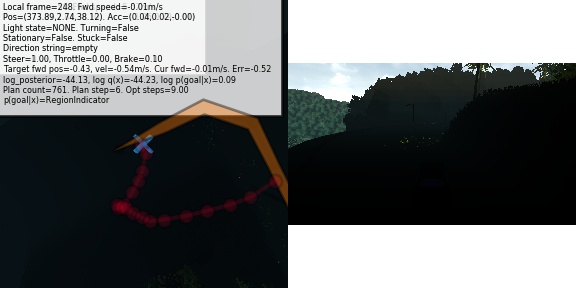 Local frame=248. Fwd speed=-0.01m/s
Pos=(373.89,2.74,38.12). Acc=(0.04,0.02,-0.00)
Light state=NONE. Turning=False
Stationary=False. Stuck=False
Direction string=empty
Steer=1.00, Throttle=0.00, Brake=0.10
Target fwd pos=-0.43, vel=-0.54m/s. Cur fwd=-0.01m/s. Err=-0.52
log_posterior=-44.13, log q(x)=-44.23, log p(goal|x)=0.09
Plan count=761. Plan step=6. Opt steps=9.00
p(goal|x)=RegionIndicator